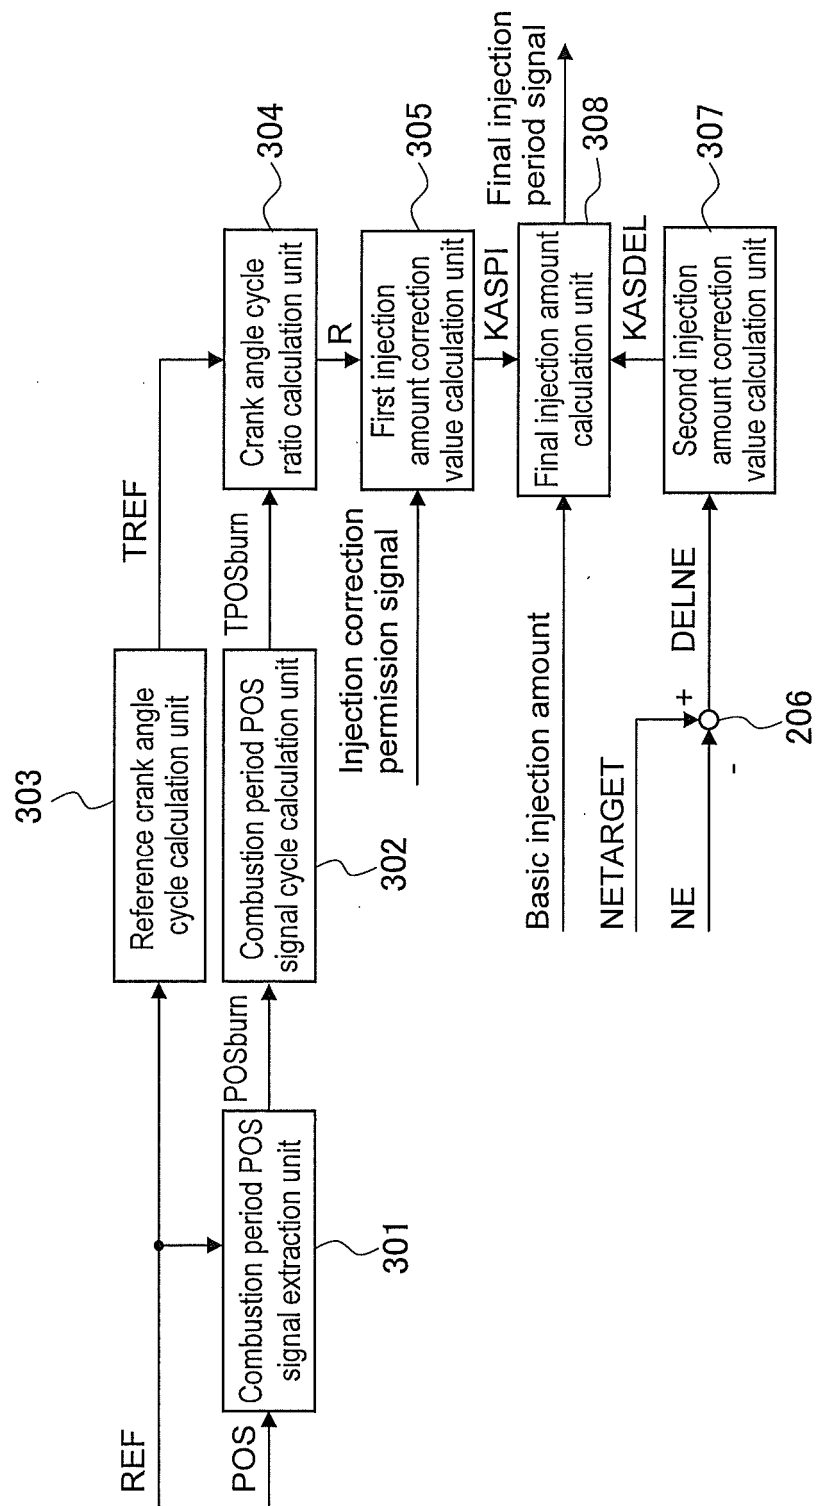 REF
POS
Combustion period POS
signal extraction unit
301
POSburn
303
Reference crank angle
cycle calculation unit
Combustion period POS
signal cycle calculation unit
302
TREF
TPOSburn
Crank angle cycle
ratio calculation unit
304
R
Injection correction
permission signal
First injection
amount correction
value calculation unit
305
KASPI
Basic injection amount
Final injection amount
calculation unit
308
Final injection
period signal
KASDEL
NETARGET
NE
+
-
206
DELNE
Second injection
amount correction
value calculation unit
307